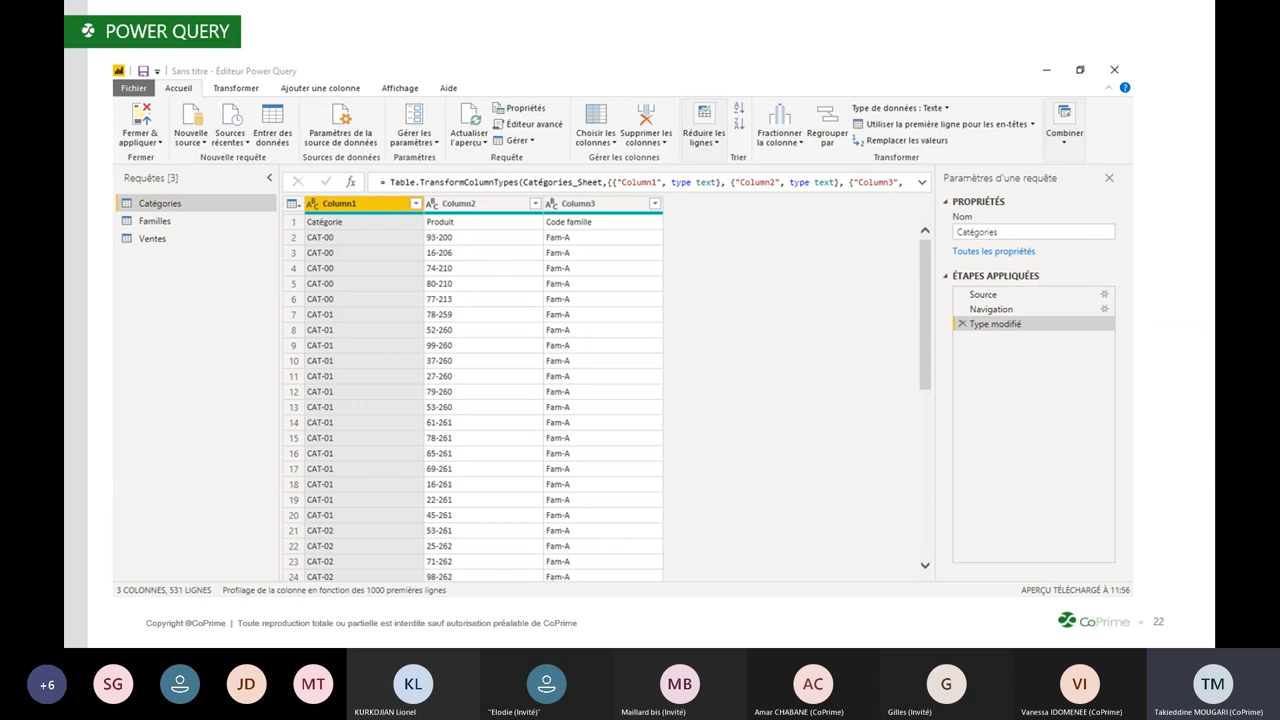 POWER QUERY
Sans titre - Éditeur Power Query
Fichier Accueil Transformer Ajouter une colonne Affichage Aide
Fermer & appliquer
Nouvelle source
Sources récentes
Entrer des données
Paramètres de la source de données
Gérer les paramètres
Actualiser l'aperçu
Propriétés
Éditeur avancé
Gérer
Choisir les colonnes
Supprimer les colonnes
Réduire les lignes
Fractionner la colonne
Regrouper par
Type de données : Texte
Utiliser la première ligne pour les en-têtes
Remplacer les valeurs
Combiner
Fermer Nouvelle requête Sources de données Paramètres Requête Gérer les colonnes Trier Transformer
Requêtes [3]
Catégories
Familles
Ventes
= Table.TransformColumnTypes(Catégories_Sheet,{{"Column1", type text}, {"Column2", type text}, {"Column3",
Column1 Column2 Column3
1 Catégorie Produit Code famille
2 CAT-00 93-200 Fam-A
3 CAT-00 16-206 Fam-A
4 CAT-00 74-210 Fam-A
5 CAT-00 80-210 Fam-A
6 CAT-00 77-213 Fam-A
7 CAT-01 78-259 Fam-A
8 CAT-01 52-260 Fam-A
9 CAT-01 99-260 Fam-A
10 CAT-01 37-260 Fam-A
11 CAT-01 27-260 Fam-A
12 CAT-01 79-260 Fam-A
13 CAT-01 53-260 Fam-A
14 CAT-01 61-261 Fam-A
15 CAT-01 78-261 Fam-A
16 CAT-01 65-261 Fam-A
17 CAT-01 69-261 Fam-A
18 CAT-01 16-261 Fam-A
19 CAT-01 22-261 Fam-A
20 CAT-01 45-261 Fam-A
21 CAT-02 53-261 Fam-A
22 CAT-02 25-262 Fam-A
23 CAT-02 71-262 Fam-A
24 CAT-02 98-262 Fam-A
Paramètres d'une requête
PROPRIÉTÉS
Nom
Catégories
Toutes les propriétés
ÉTAPES APPLIQUÉES
Source
Navigation
Type modifié
3 COLONNES, 531 LIGNES Profilage de la colonne en fonction des 1000 premières lignes APERÇU TÉLÉCHARGÉ À 11:56
Copyright ©CoPrime | Toute reproduction totale ou partielle est interdite sauf autorisation préalable de CoPrime
CoPrime 22
+6 SG JD MT KL MB AC G VI TM
KURKDJIAN Lionel "Elodie (Invité)" Maillard bis (Invité) Amar CHABANE (CoPrime) Gilles (Invité) Vanessa IDOMENEE (CoPrime) Takieddine MOUGARI (CoPrime)